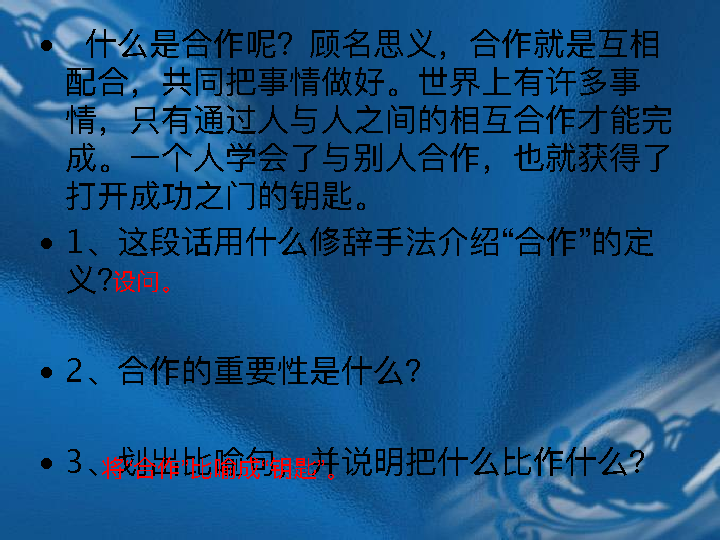 • 什么是合作呢？顾名思义，合作就是互相
配合，共同把事情做好。世界上有许多事
情，只有通过人与人之间的相互合作才能完
成。一个人学会了与别人合作，也就获得了
打开成功之门的钥匙。
• 1、这段话用什么修辞手法介绍“合作”的定
义?设问。
• 2、合作的重要性是什么?
• 3、划出比喻句，并说明把什么比作什么?
将“合作”比喻成“钥匙”。